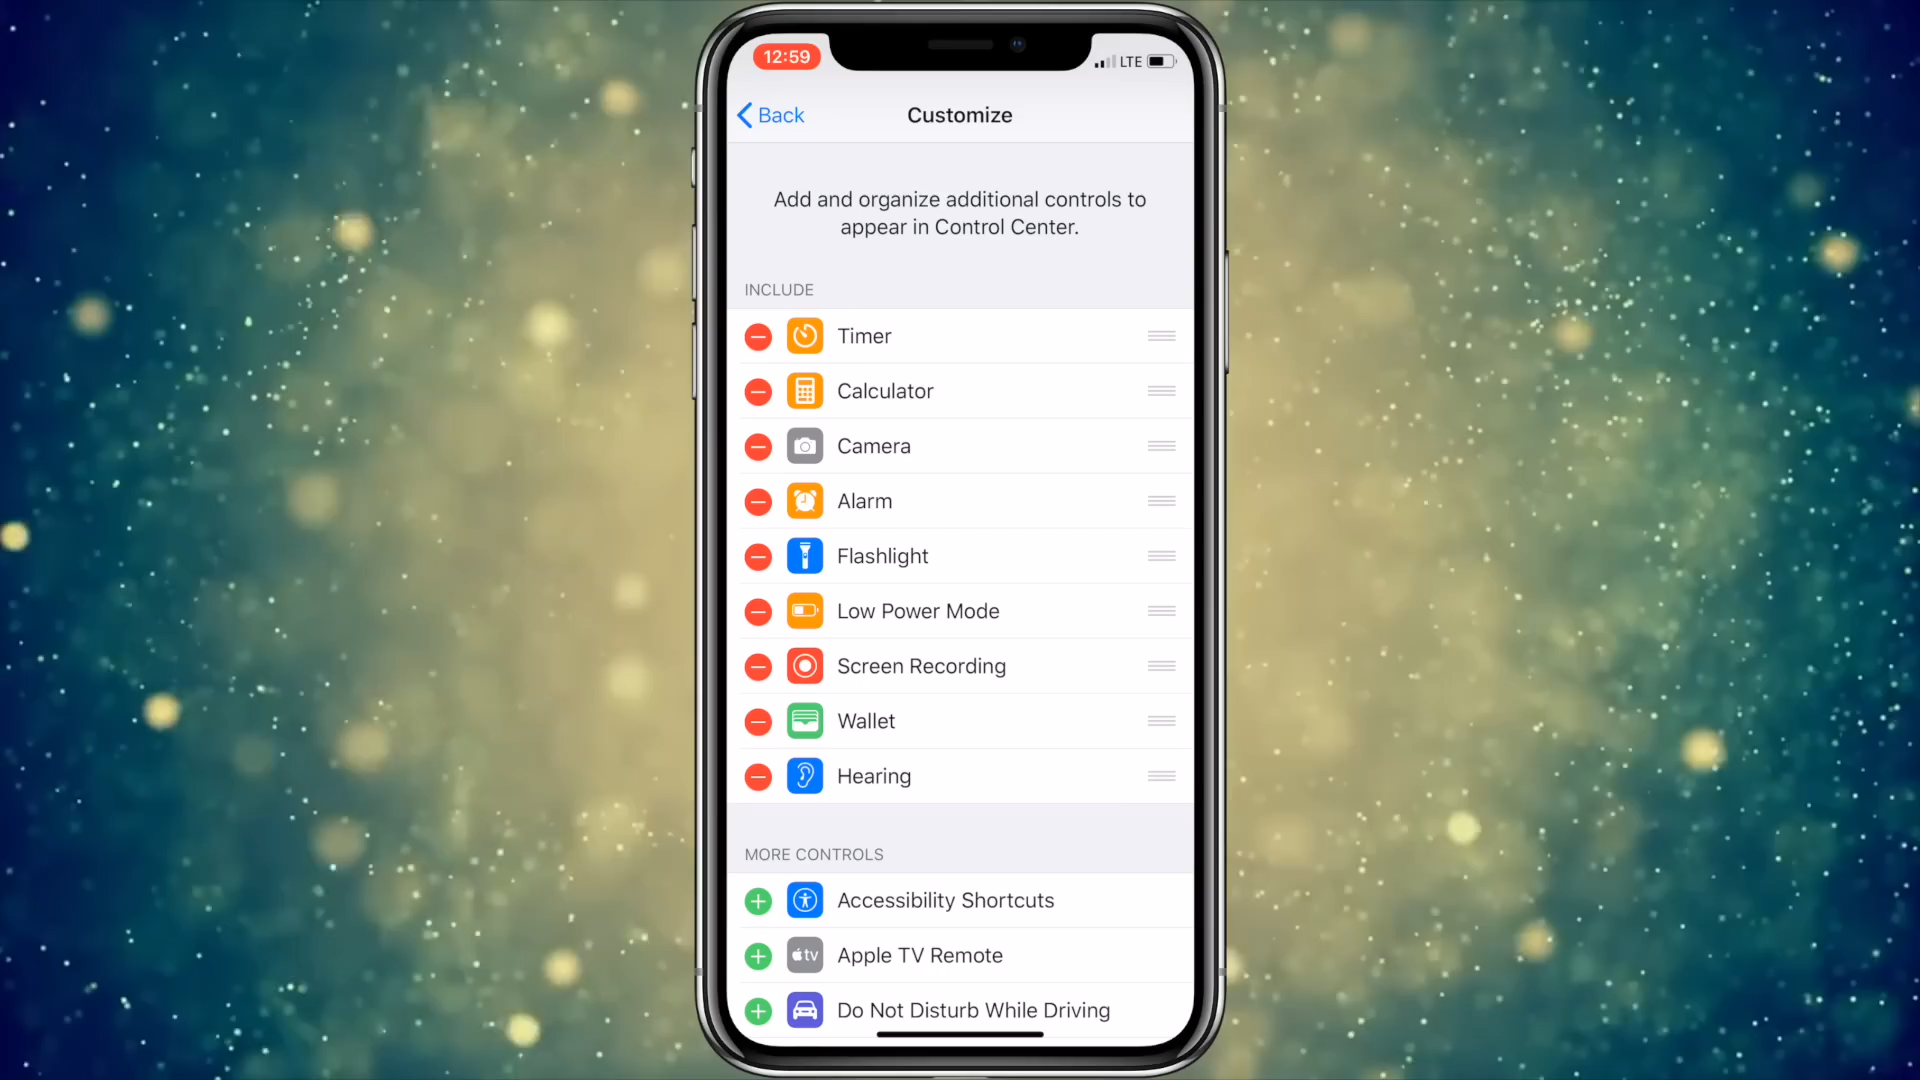 12:59
LTE
Back
Customize
Add and organize additional controls to
appear in Control Center.
INCLUDE
Timer
Calculator
Camera
Alarm
Flashlight
Low Power Mode
Screen Recording
Wallet
Hearing
MORE CONTROLS
Accessibility Shortcuts
tv
Apple TV Remote
Do Not Disturb While Driving